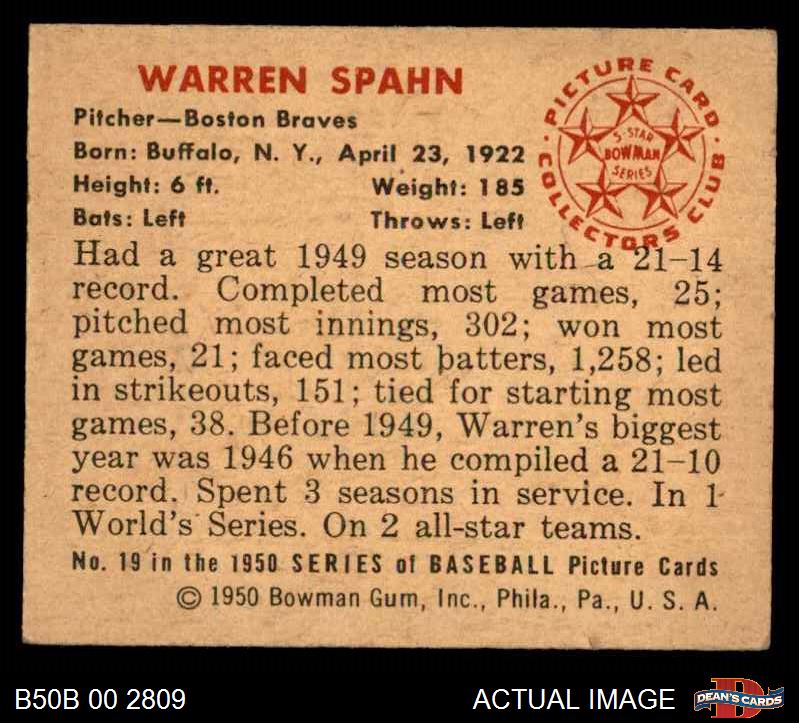 WARREN SPAHN
Pitcher—Boston Braves
Born: Buffalo, N. Y., April 23, 1922
Height: 6 ft. Weight: 185
Bats: Left Throws: Left
PICTURE CARD
COLLECTORS CLUB
5-STAR
BOWMAN
SERIES
Had a great 1949 season with a 21–14
record. Completed most games, 25;
pitched most innings, 302; won most
games, 21; faced most batters, 1,258; led
in strikeouts, 151; tied for starting most
games, 38. Before 1949, Warren's biggest
year was 1946 when he compiled a 21–10
record. Spent 3 seasons in service. In 1
World's Series. On 2 all-star teams.
No. 19 in the 1950 SERIES of BASEBALL Picture Cards
© 1950 Bowman Gum, Inc., Phila., Pa., U. S. A.
B50B 00 2809
ACTUAL IMAGE
D
DEAN'S CARDS